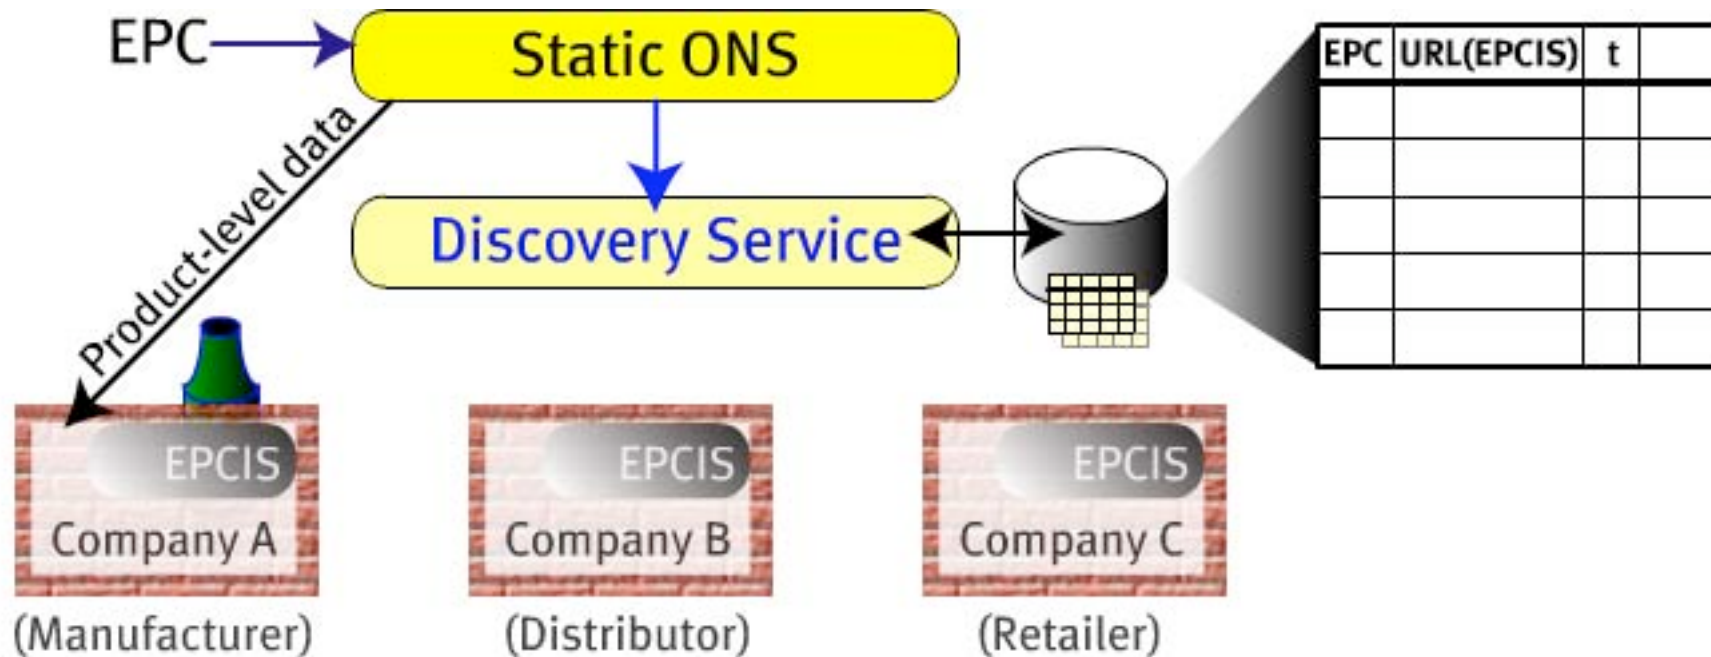 EPC
Static ONS
EPC URL(EPCIS) t
Product-level data
Discovery Service
EPCIS
Company A
(Manufacturer)
EPCIS
Company B
(Distributor)
EPCIS
Company C
(Retailer)